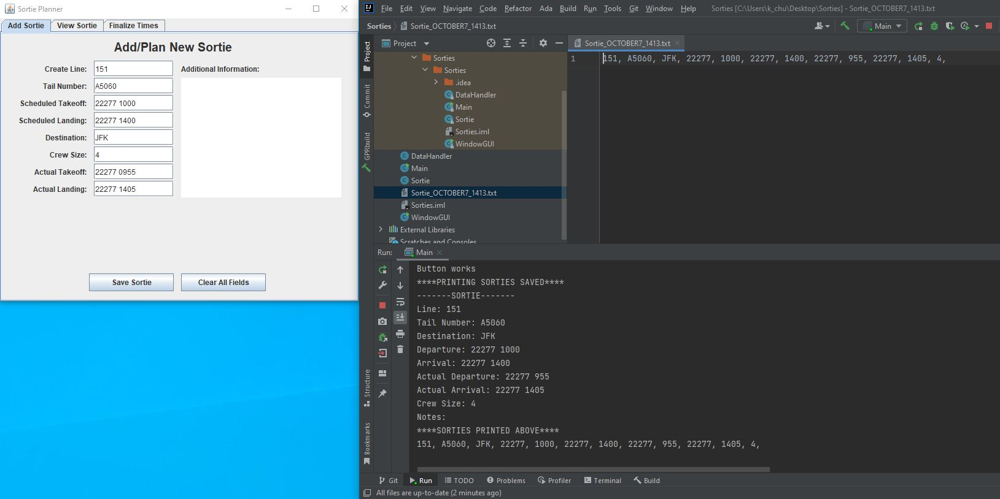 Sortie Planner
Add Sortie View Sortie Finalize Times
Add/Plan New Sortie
Create Line: 151 Additional Information:
Tail Number: A5060
Scheduled Takeoff: 22277 1000
Scheduled Landing: 22277 1400
Destination: JFK
Crew Size: 4
Actual Takeoff: 22277 0955
Actual Landing: 22277 1405
Save Sortie Clear All Fields
IJ File Edit View Navigate Code Refactor Ada Build Run Tools Git Window Help Sorties [C:\Users\k_chu\Desktop\Sorties] - Sortie_OCTOBER7_1413.txt
Sorties Sortie_OCTOBER7_1413.txt Main
Project
Commit
GPRbuild
Structure
Bookmarks
Project
Sorties
Sorties
.idea
DataHandler
Main
Sortie
Sorties.iml
WindowGUI
DataHandler
Main
Sortie
Sortie_OCTOBER7_1413.txt
Sorties.iml
WindowGUI
External Libraries
Scratches and Consoles
Sortie_OCTOBER7_1413.txt
1 151, A5060, JFK, 22277, 1000, 22277, 1400, 22277, 955, 22277, 1405, 4,
Run: Main
Button works
****PRINTING SORTIES SAVED****
-------SORTIE-------
Line: 151
Tail Number: A5060
Destination: JFK
Departure: 22277 1000
Arrival: 22277 1400
Actual Departure: 22277 955
Actual Arrival: 22277 1405
Crew Size: 4
Notes:
****SORTIES PRINTED ABOVE****
151, A5060, JFK, 22277, 1000, 22277, 1400, 22277, 955, 22277, 1405, 4,
Git Run TODO Problems Profiler Terminal Build
All files are up-to-date (2 minutes ago)